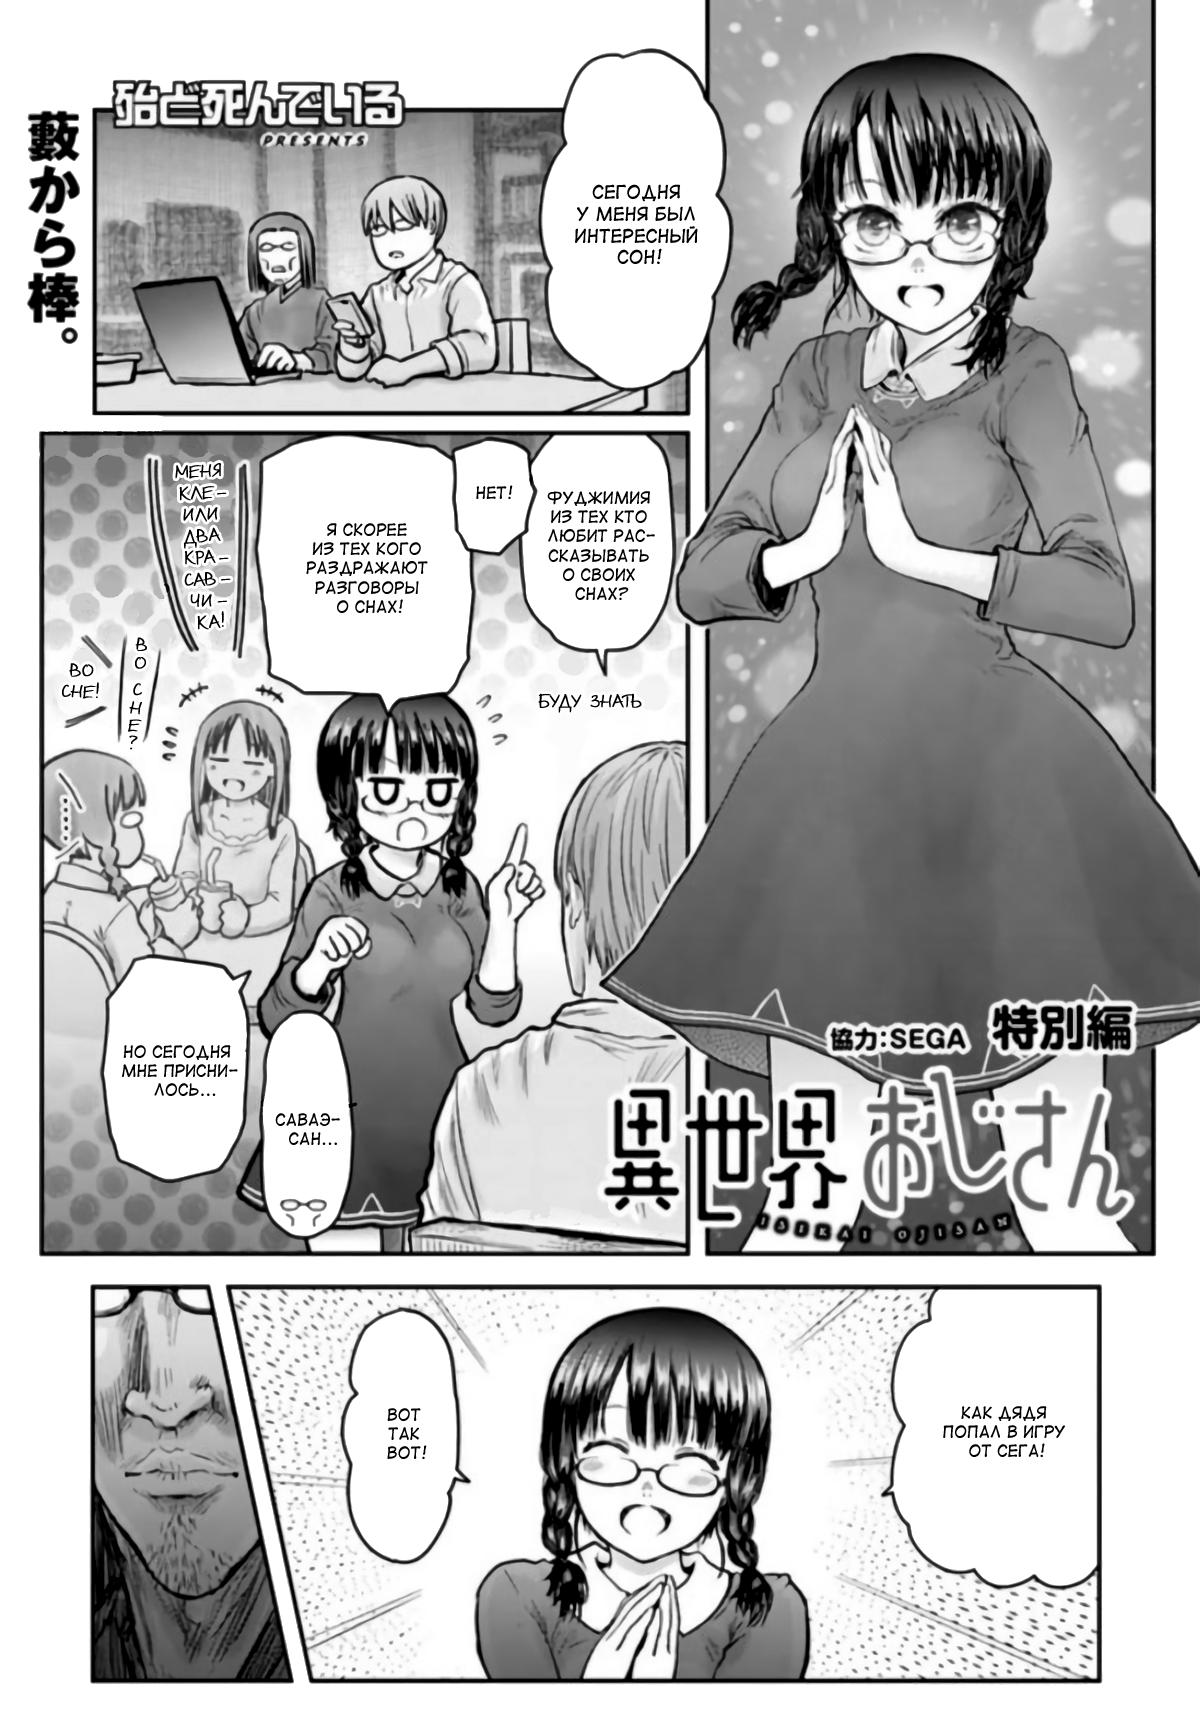 藪から棒。
殆ど死んでいる
PRESENTS
СЕГОДНЯ
У МЕНЯ БЫЛ
ИНТЕРЕСНЫЙ
СОН!
ФУДЖИМИЯ
ИЗ ТЕХ КТО
ЛЮБИТ РАС-
СКАЗЫВАТЬ
О СВОИХ
СНАХ?
БУДУ ЗНАТЬ
НЕТ!
Я СКОРЕЕ
ИЗ ТЕХ КОГО
РАЗДРАЖАЮТ
РАЗГОВОРЫ
О СНАХ!
МЕНЯ
КЛЕ-
ИЛИ
ДВА
КРА-
САВ-
ЧИ-
КА!
ВО СНЕ?
ВО
СНЕ!
НО СЕГОДНЯ
МНЕ ПРИСНИ-
ЛОСЬ...
САВАЭ-
САН...
協力:SEGA 特別編
異世界おじさん
ISEKAI OJISAN
КАК ДЯДЯ
ПОПАЛ В ИГРУ
ОТ СЕГА!
ВОТ
ТАК
ВОТ!